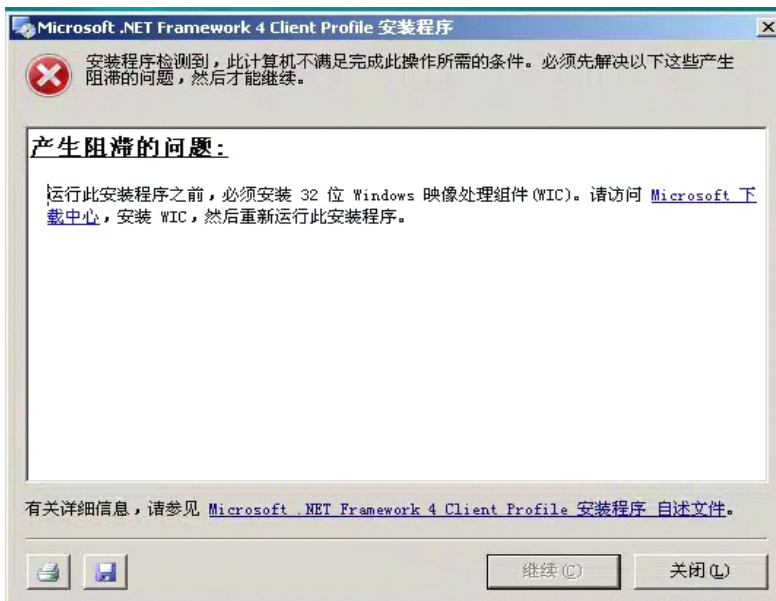 Microsoft .NET Framework 4 Client Profile 安装程序
安装程序检测到，此计算机不满足完成此操作所需的条件。必须先解决以下这些产生
阻滞的问题，然后才能继续。
产生阻滞的问题：
运行此安装程序之前，必须安装 32 位 Windows 映像处理组件(WIC)。请访问 Microsoft 下
载中心，安装 WIC，然后重新运行此安装程序。
有关详细信息，请参见 Microsoft .NET Framework 4 Client Profile 安装程序 自述文件。
继续(C)
关闭(L)